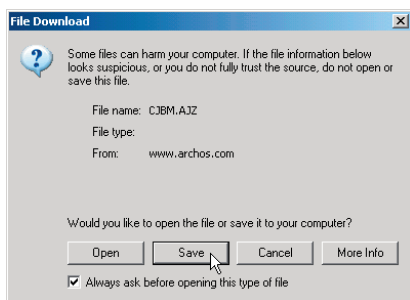 File Download
Some files can harm your computer. If the file information below
looks suspicious, or you do not fully trust the source, do not open or
save this file.
File name: CJBM.AJZ
File type:
From: www.archos.com
Would you like to open the file or save it to your computer?
Open Save Cancel More Info
Always ask before opening this type of file